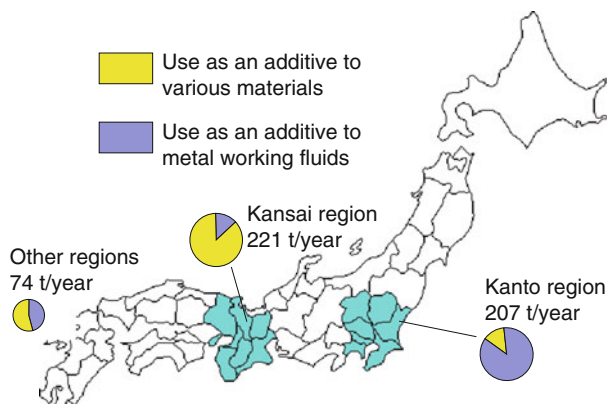 Use as an additive to
various materials
Use as an additive to
metal working fluids
Kansai region
221 t/year
Other regions
74 t/year
Kanto region
207 t/year